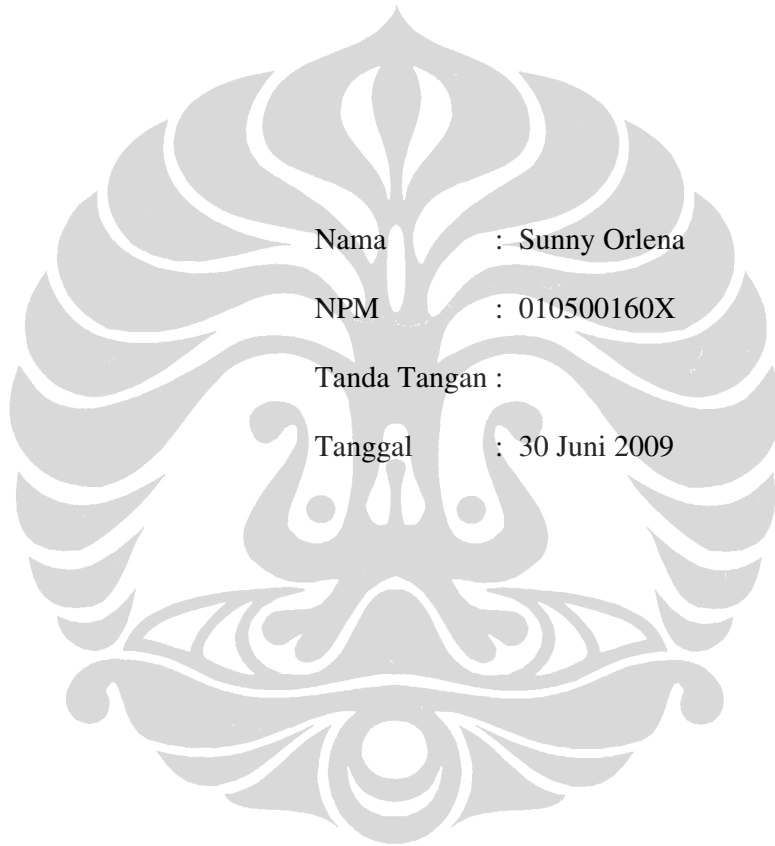 Nama : Sunny Orlena
NPM : 010500160X
Tanda Tangan :
Tanggal : 30 Juni 2009